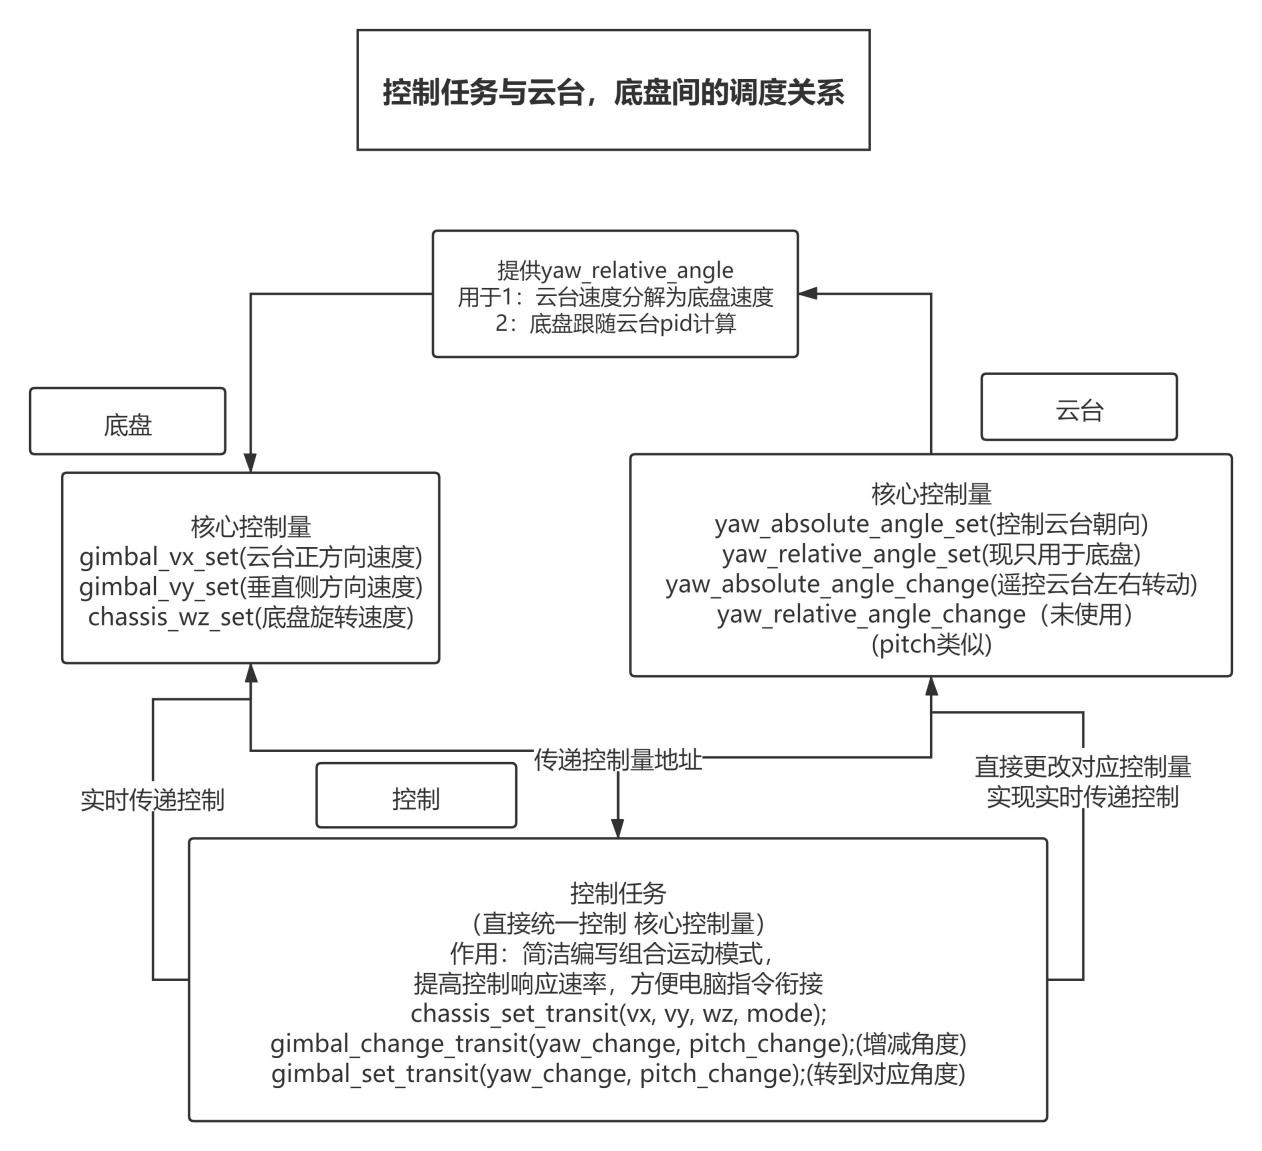 控制任务与云台，底盘间的调度关系
提供yaw_relative_angle
用于1：云台速度分解为底盘速度
2：底盘跟随云台pid计算
底盘
云台
核心控制量
gimbal_vx_set(云台正方向速度)
gimbal_vy_set(垂直侧方向速度)
chassis_wz_set(底盘旋转速度)
核心控制量
yaw_absolute_angle_set(控制云台朝向)
yaw_relative_angle_set(现只用于底盘)
yaw_absolute_angle_change(遥控云台左右转动)
yaw_relative_angle_change（未使用）
(pitch类似)
传递控制量地址
实时传递控制
控制
直接更改对应控制量
实现实时传递控制
控制任务
（直接统一控制 核心控制量）
作用：简洁编写组合运动模式，
提高控制响应速率，方便电脑指令衔接
chassis_set_transit(vx, vy, wz, mode);
gimbal_change_transit(yaw_change, pitch_change);(增减角度)
gimbal_set_transit(yaw_change, pitch_change);(转到对应角度)